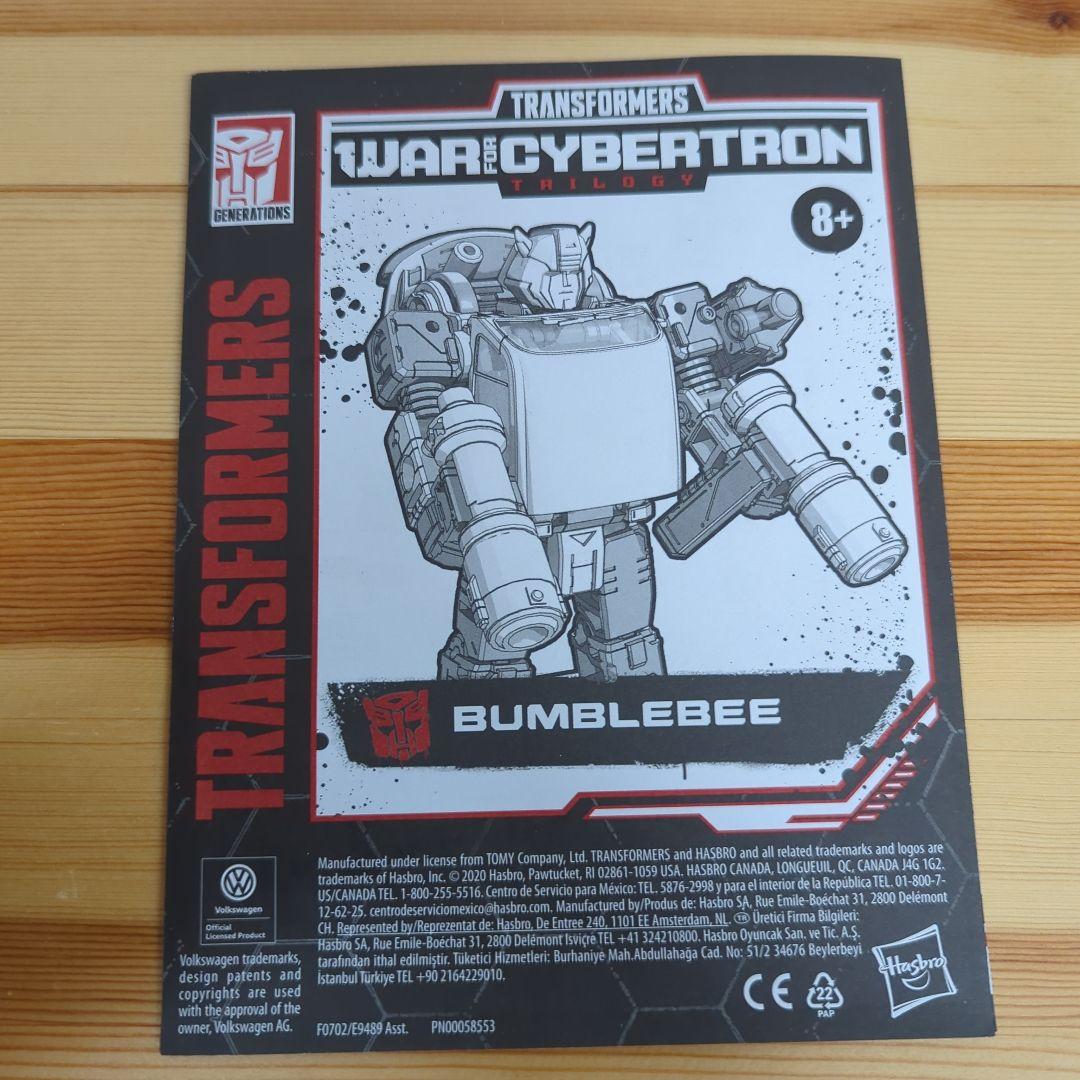 TRANSFORMERS
WAR FOR CYBERTRON
TRILOGY
GENERATIONS
8+
TRANSFORMERS
BUMBLEBEE
Volkswagen
Official
Licensed Product
Volkswagen trademarks,
design patents and
copyrights are used
with the approval of the
owner, Volkswagen AG.
Manufactured under license from TOMY Company, Ltd. TRANSFORMERS and HASBRO and all related trademarks and logos are
trademarks of Hasbro, Inc. © 2020 Hasbro, Pawtucket, RI 02861-1059 USA. HASBRO CANADA, LONGUEUIL, QC, CANADA J4G 1G2.
US/CANADA TEL. 1-800-255-5516. Centro de Servicio para México: TEL. 5876-2998 y para el interior de la República TEL. 01-800-7-
12-62-25. centrodeserviciomexico@hasbro.com. Manufactured by/Produs de: Hasbro SA, Rue Emile-Boéchat 31, 2800 Delémont
CH. Represented by/Reprezentat de: Hasbro, De Entree 240, 1101 EE Amsterdam, NL. TR Üretici Firma Bilgileri:
Hasbro SA, Rue Emile-Boéchat 31, 2800 Delémont İsviçre TEL +41 324210800. Hasbro Oyuncak San. ve Tic. A.Ş.
tarafından ithal edilmiştir. Tüketici Hizmetleri: Burhaniye Mah. Abdullahağa Cad. No: 51/2 34676 Beylerbeyi
İstanbul Türkiye TEL +90 2164229010.
F0702/E9489 Asst. PN00058553
CE
22
PAP
Hasbro